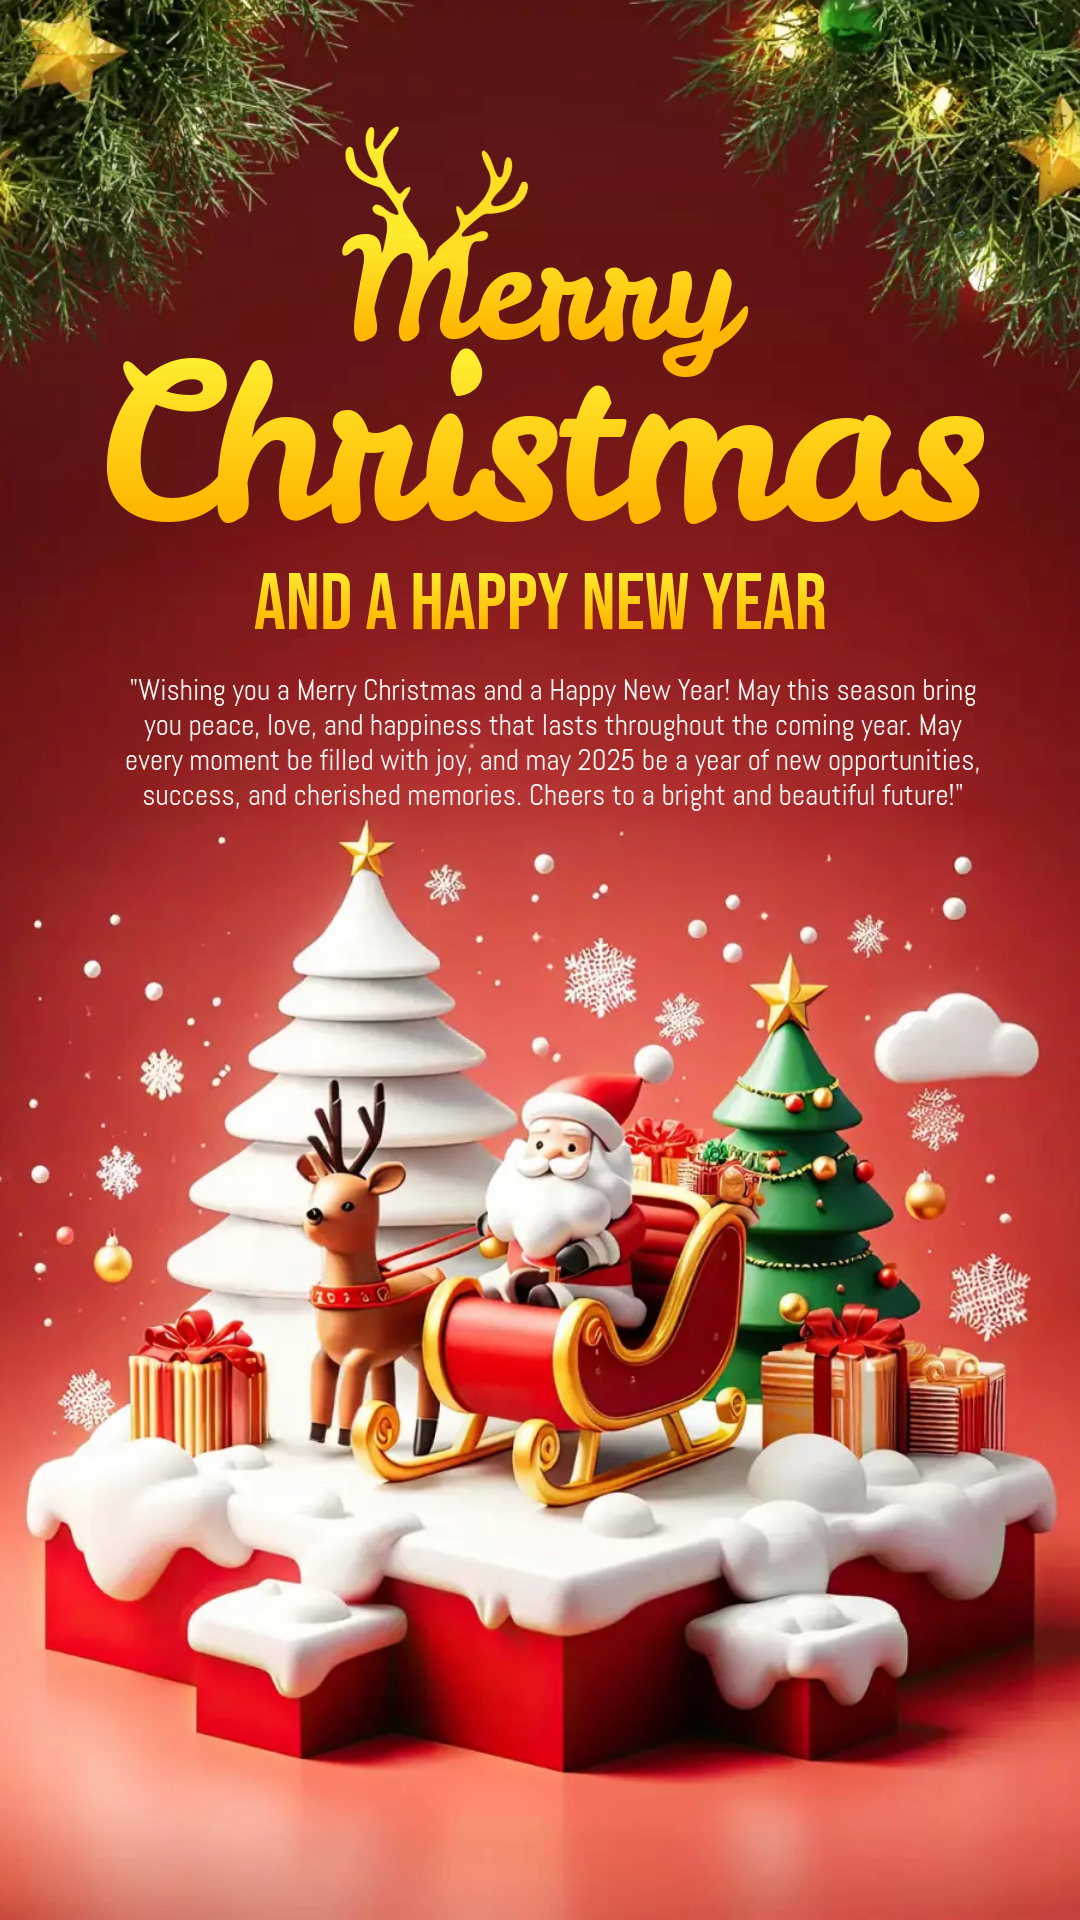 Merry
Christmas
AND A HAPPY NEW YEAR
"Wishing you a Merry Christmas and a Happy New Year! May this season bring
you peace, love, and happiness that lasts throughout the coming year. May
every moment be filled with joy, and may 2025 be a year of new opportunities,
success, and cherished memories. Cheers to a bright and beautiful future!"